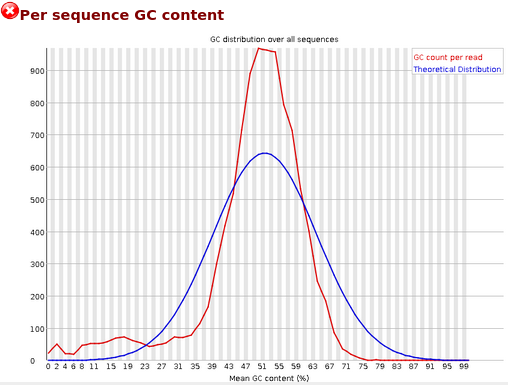 Per sequence GC content
GC distribution over all sequences
GC count per read
Theoretical Distribution
900
800
700
600
500
400
300
200
100
0
0 2 4 6 8 11 15 19 23 27 31 35 39 43 47 51 55 59 63 67 71 75 79 83 87 91 95 99
Mean GC content (%)